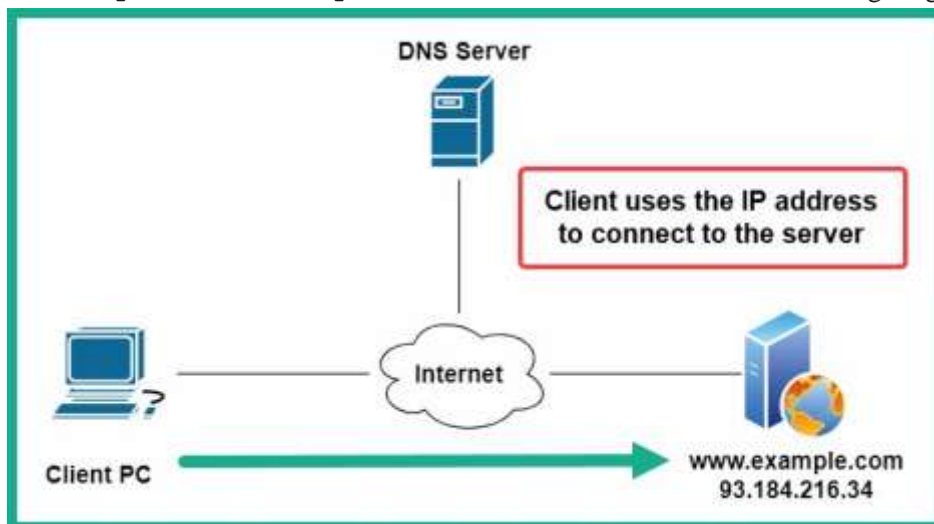 DNS Server
Client uses the IP address
to connect to the server
Internet
?
Client PC
www.example.com
93.184.216.34